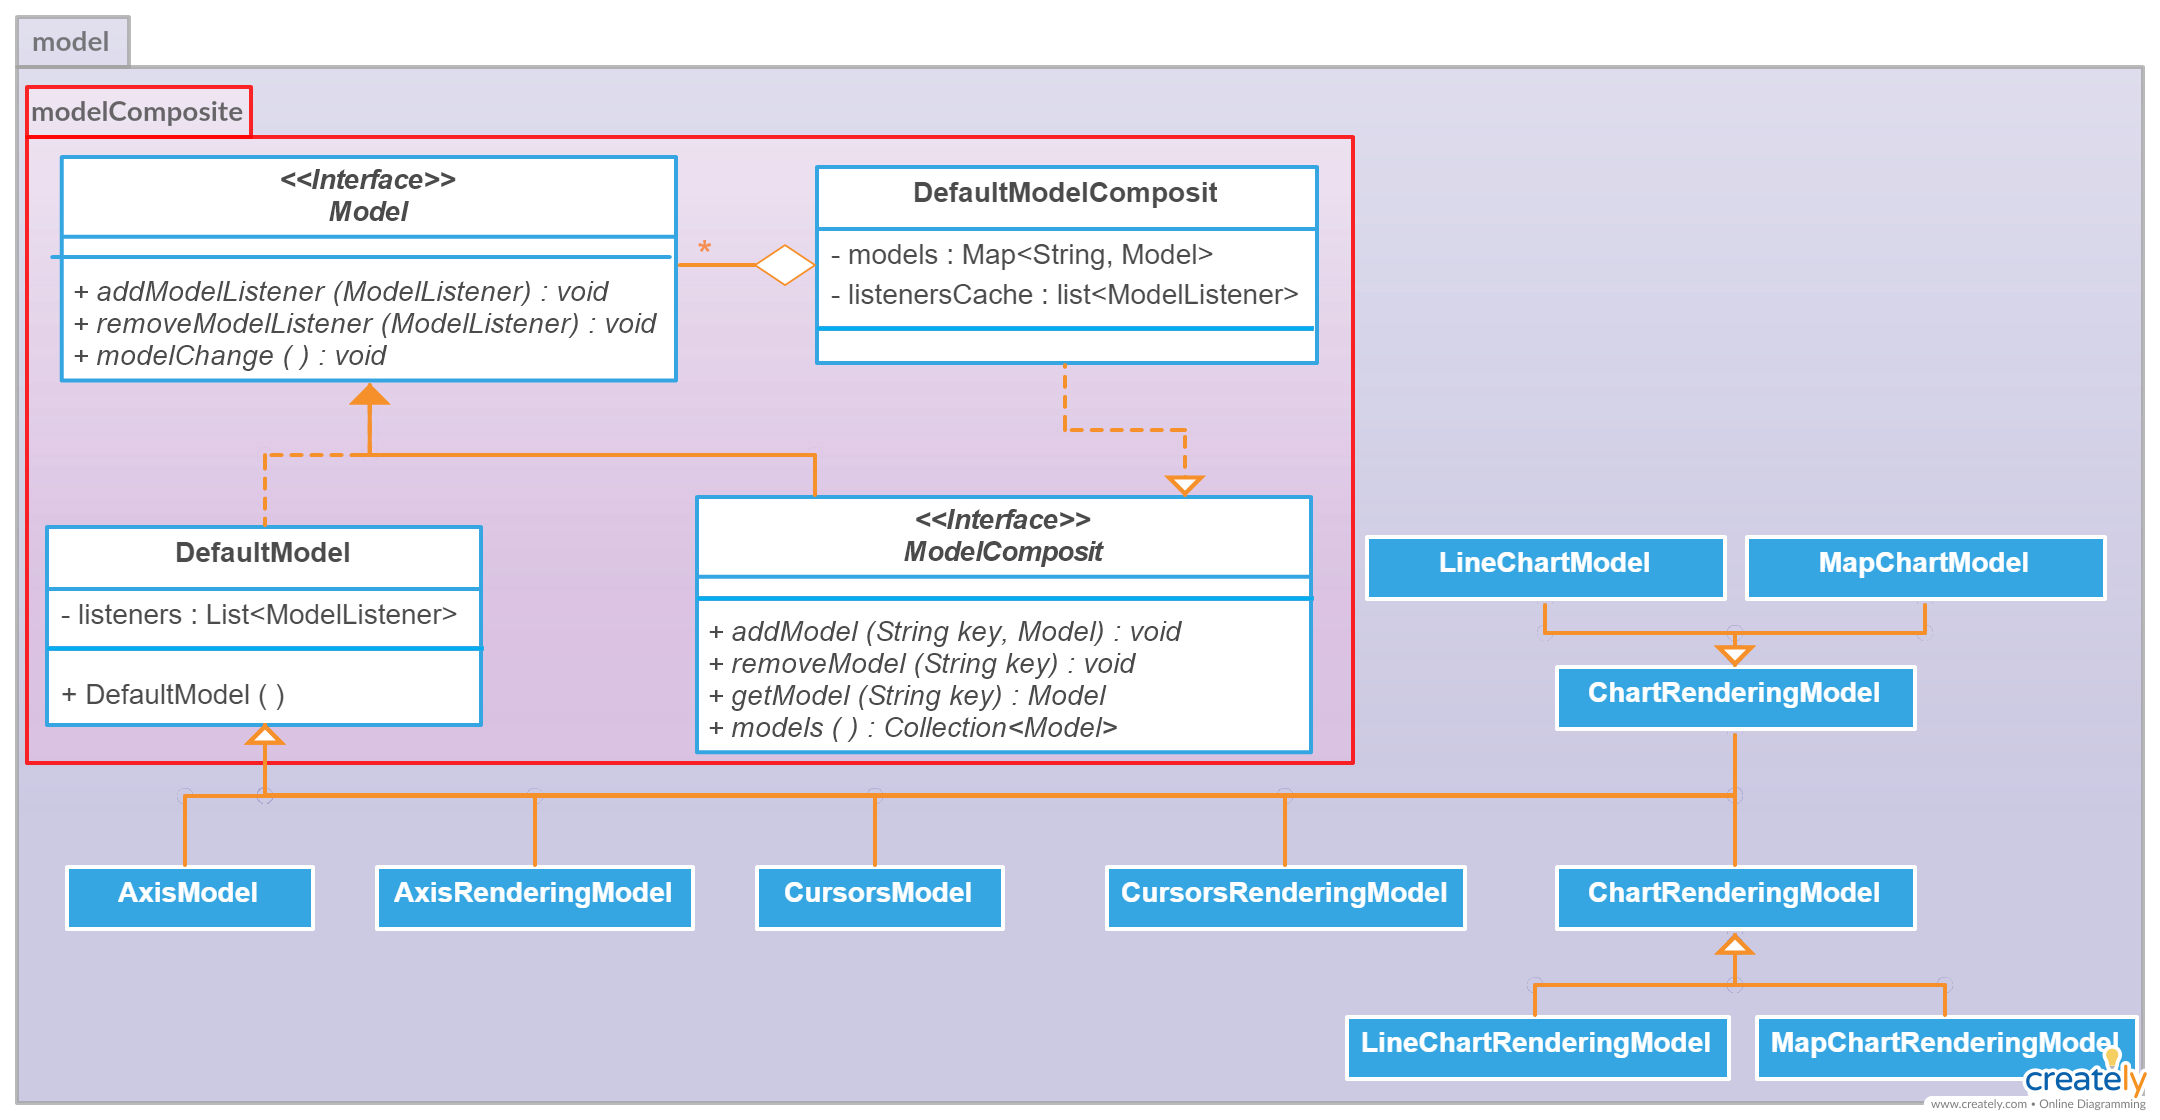 model
modelComposite
<<Interface>>
Model
+ addModelListener (ModelListener) : void
+ removeModelListener (ModelListener) : void
+ modelChange ( ) : void
*
DefaultModelComposit
- models : Map<String, Model>
- listenersCache : list<ModelListener>
DefaultModel
- listeners : List<ModelListener>
+ DefaultModel ( )
<<Interface>>
ModelComposit
+ addModel (String key, Model) : void
+ removeModel (String key) : void
+ getModel (String key) : Model
+ models ( ) : Collection<Model>
LineChartModel
MapChartModel
ChartRenderingModel
AxisModel
AxisRenderingModel
CursorsModel
CursorsRenderingModel
ChartRenderingModel
LineChartRenderingModel
MapChartRenderingModel
creately
www.creately.com • Online Diagramming